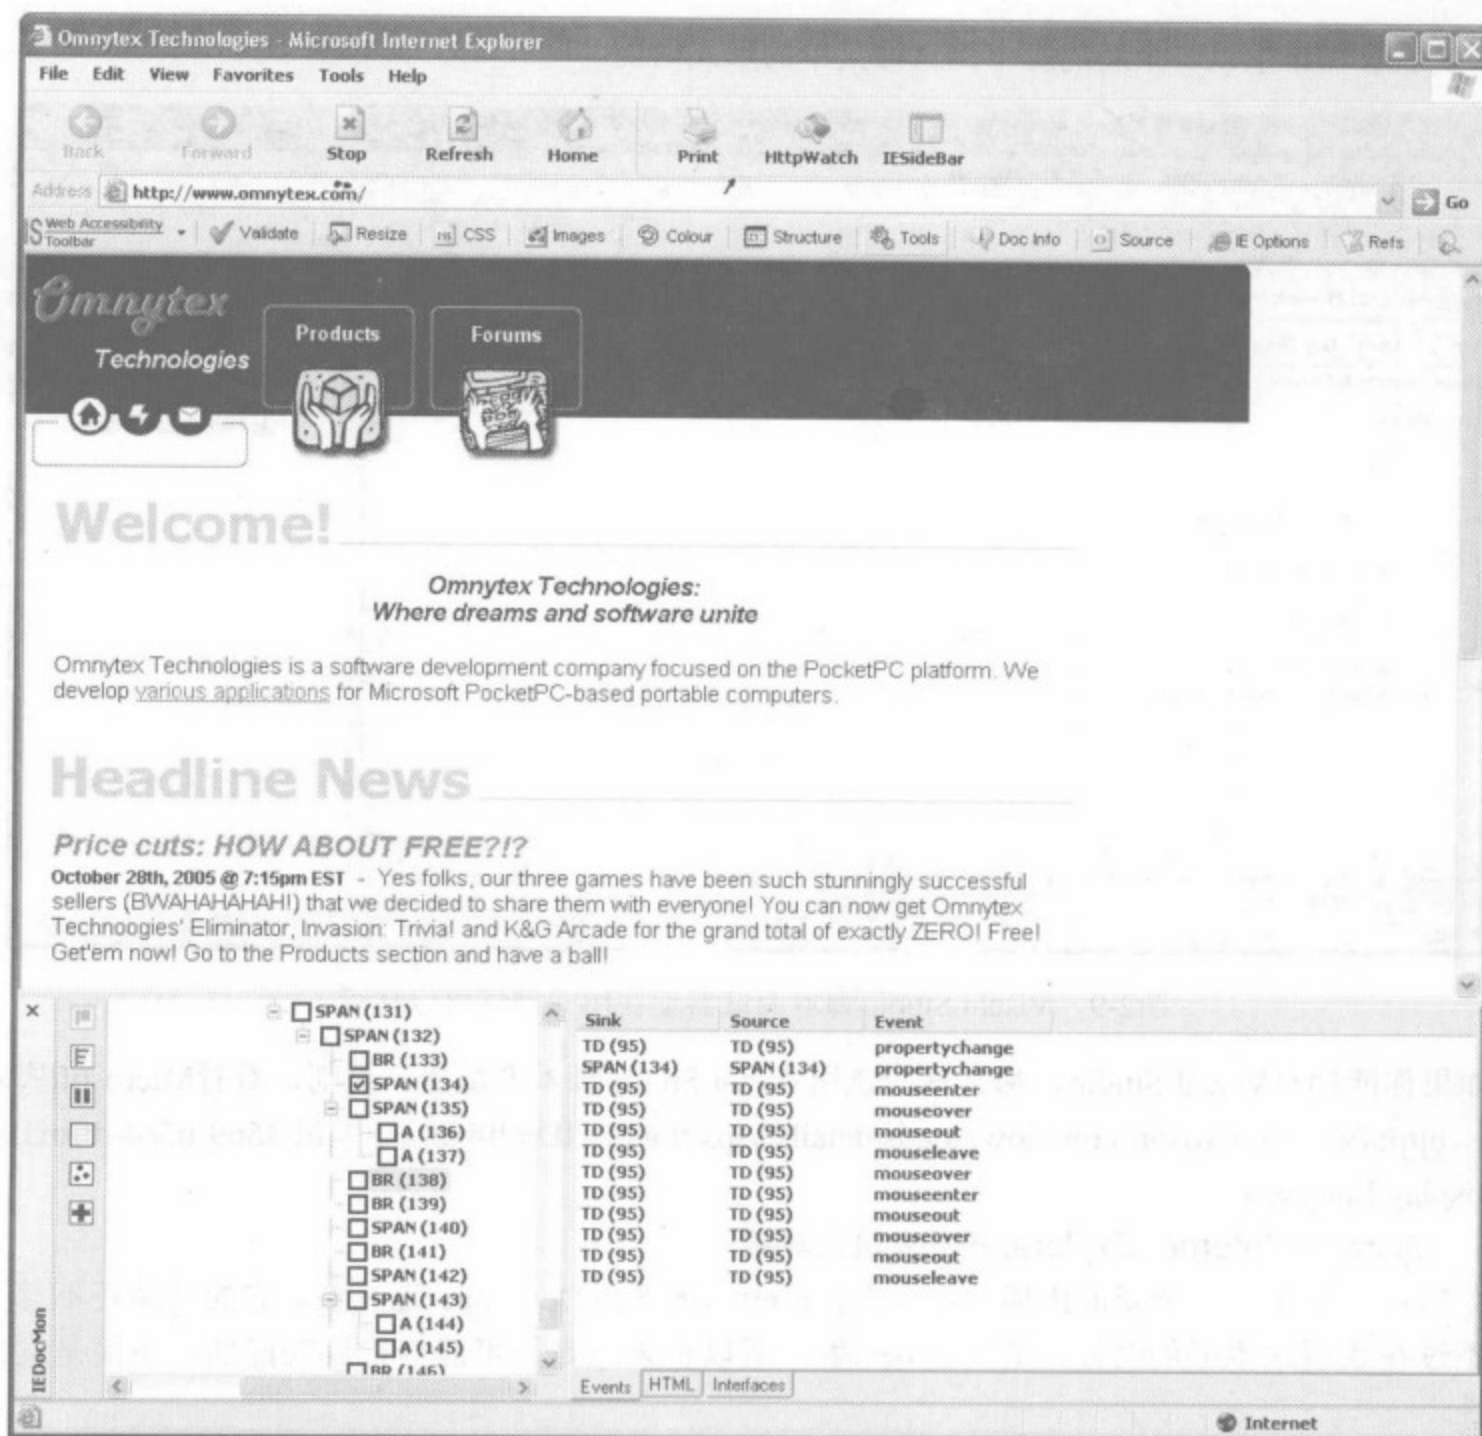 Omnytex Technologies - Microsoft Internet Explorer
File Edit View Favorites Tools Help
Back Forward Stop Refresh Home Print HttpWatch IESideBar
Address http://www.omnytex.com/ Go
Web Accessibility
Toolbar Validate Resize CSS Images Colour Structure Tools Doc Info Source IE Options Refs
Omnytex
Technologies
Products Forums
Welcome!
Omnytex Technologies:
Where dreams and software unite
Omnytex Technologies is a software development company focused on the PocketPC platform. We
develop various applications for Microsoft PocketPC-based portable computers.
Headline News
Price cuts: HOW ABOUT FREE?!?
October 28th, 2005 @ 7:15pm EST - Yes folks, our three games have been such stunningly successful
sellers (BWAHAHAHAH!) that we decided to share them with everyone! You can now get Omnytex
Technoogies' Eliminator, Invasion: Trivia! and K&G Arcade for the grand total of exactly ZERO! Free!
Get'em now! Go to the Products section and have a ball!
IEDocMon
SPAN (131)
SPAN (132)
BR (133)
SPAN (134)
SPAN (135)
A (136)
A (137)
BR (138)
BR (139)
SPAN (140)
BR (141)
SPAN (142)
SPAN (143)
A (144)
A (145)
BR (146)
Sink Source Event
TD (95) TD (95) propertychange
SPAN (134) SPAN (134) propertychange
TD (95) TD (95) mouseenter
TD (95) TD (95) mouseover
TD (95) TD (95) mouseout
TD (95) TD (95) mouseleave
TD (95) TD (95) mouseover
TD (95) TD (95) mouseenter
TD (95) TD (95) mouseout
TD (95) TD (95) mouseover
TD (95) TD (95) mouseout
TD (95) TD (95) mouseleave
Events HTML Interfaces
Internet